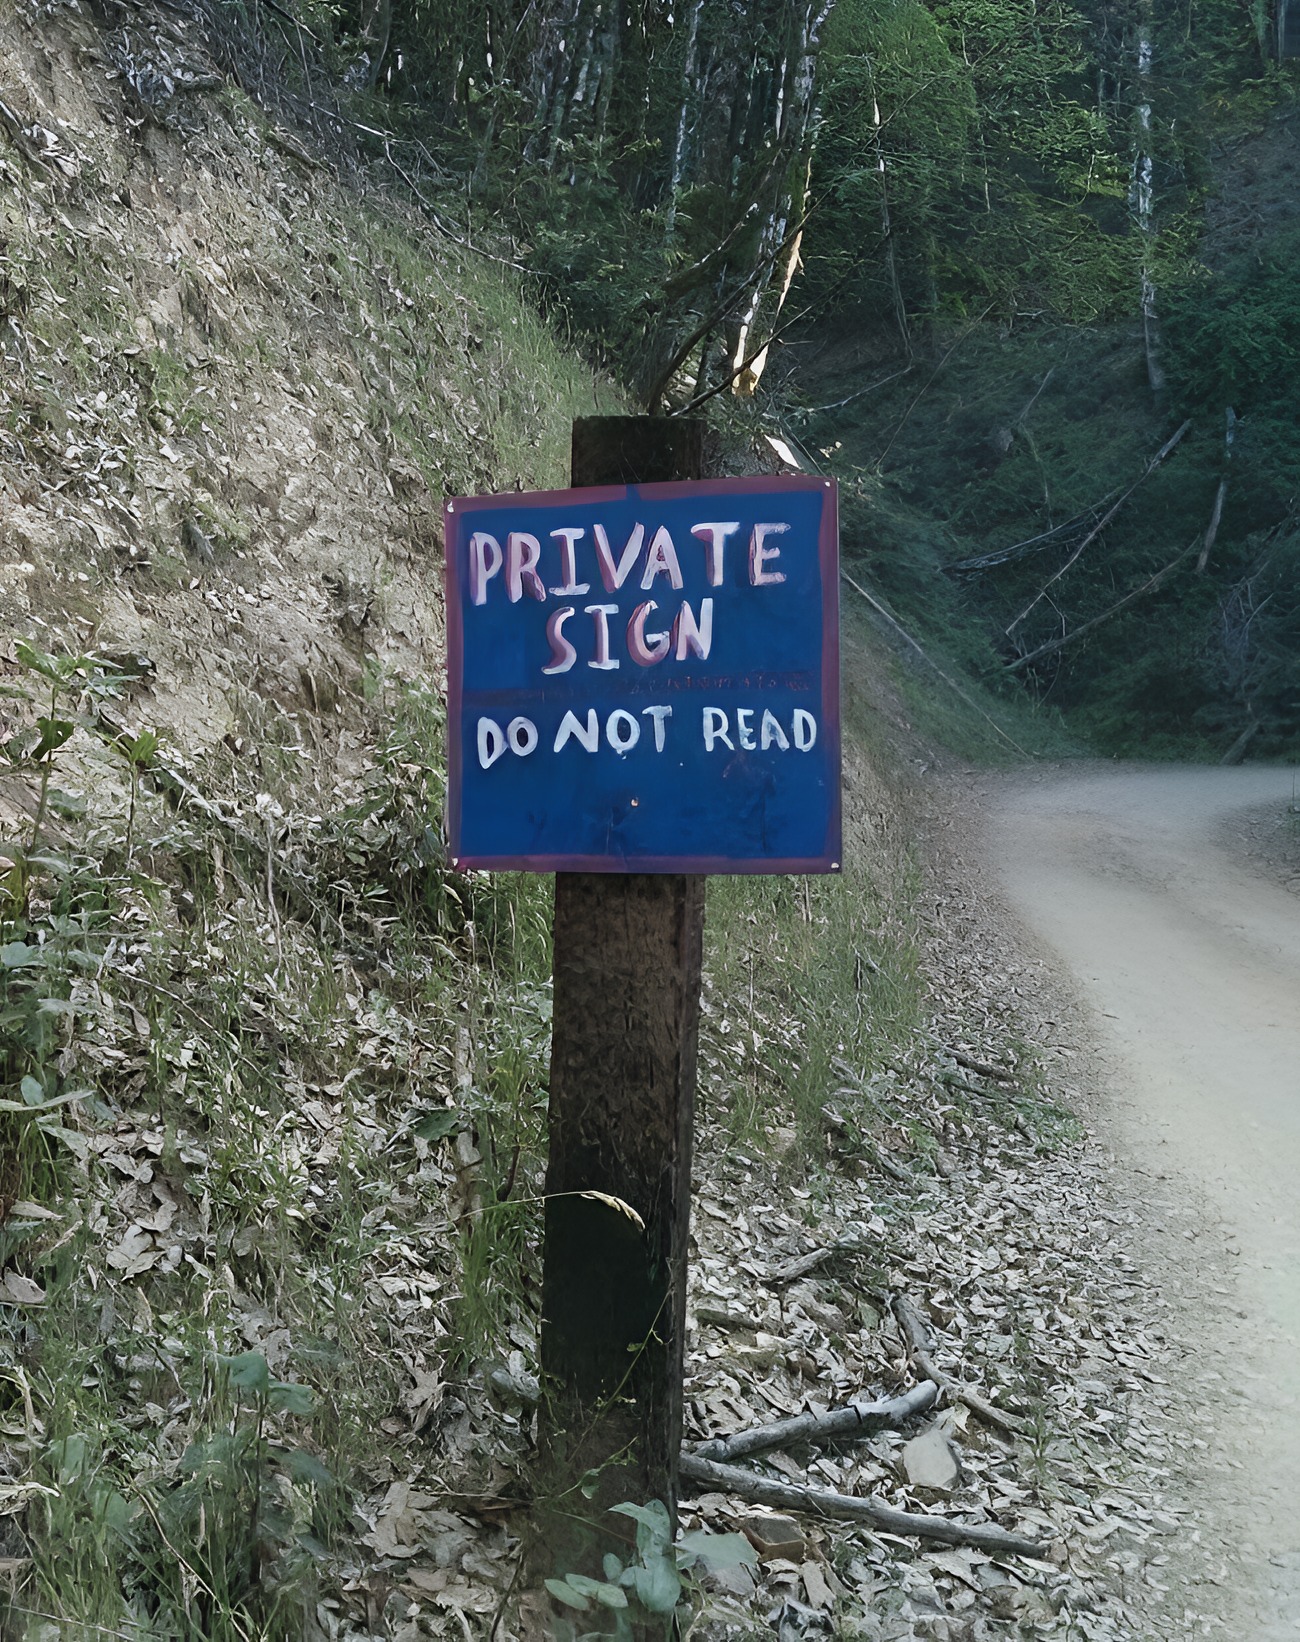 PRIVATE
SIGN
DO NOT READ